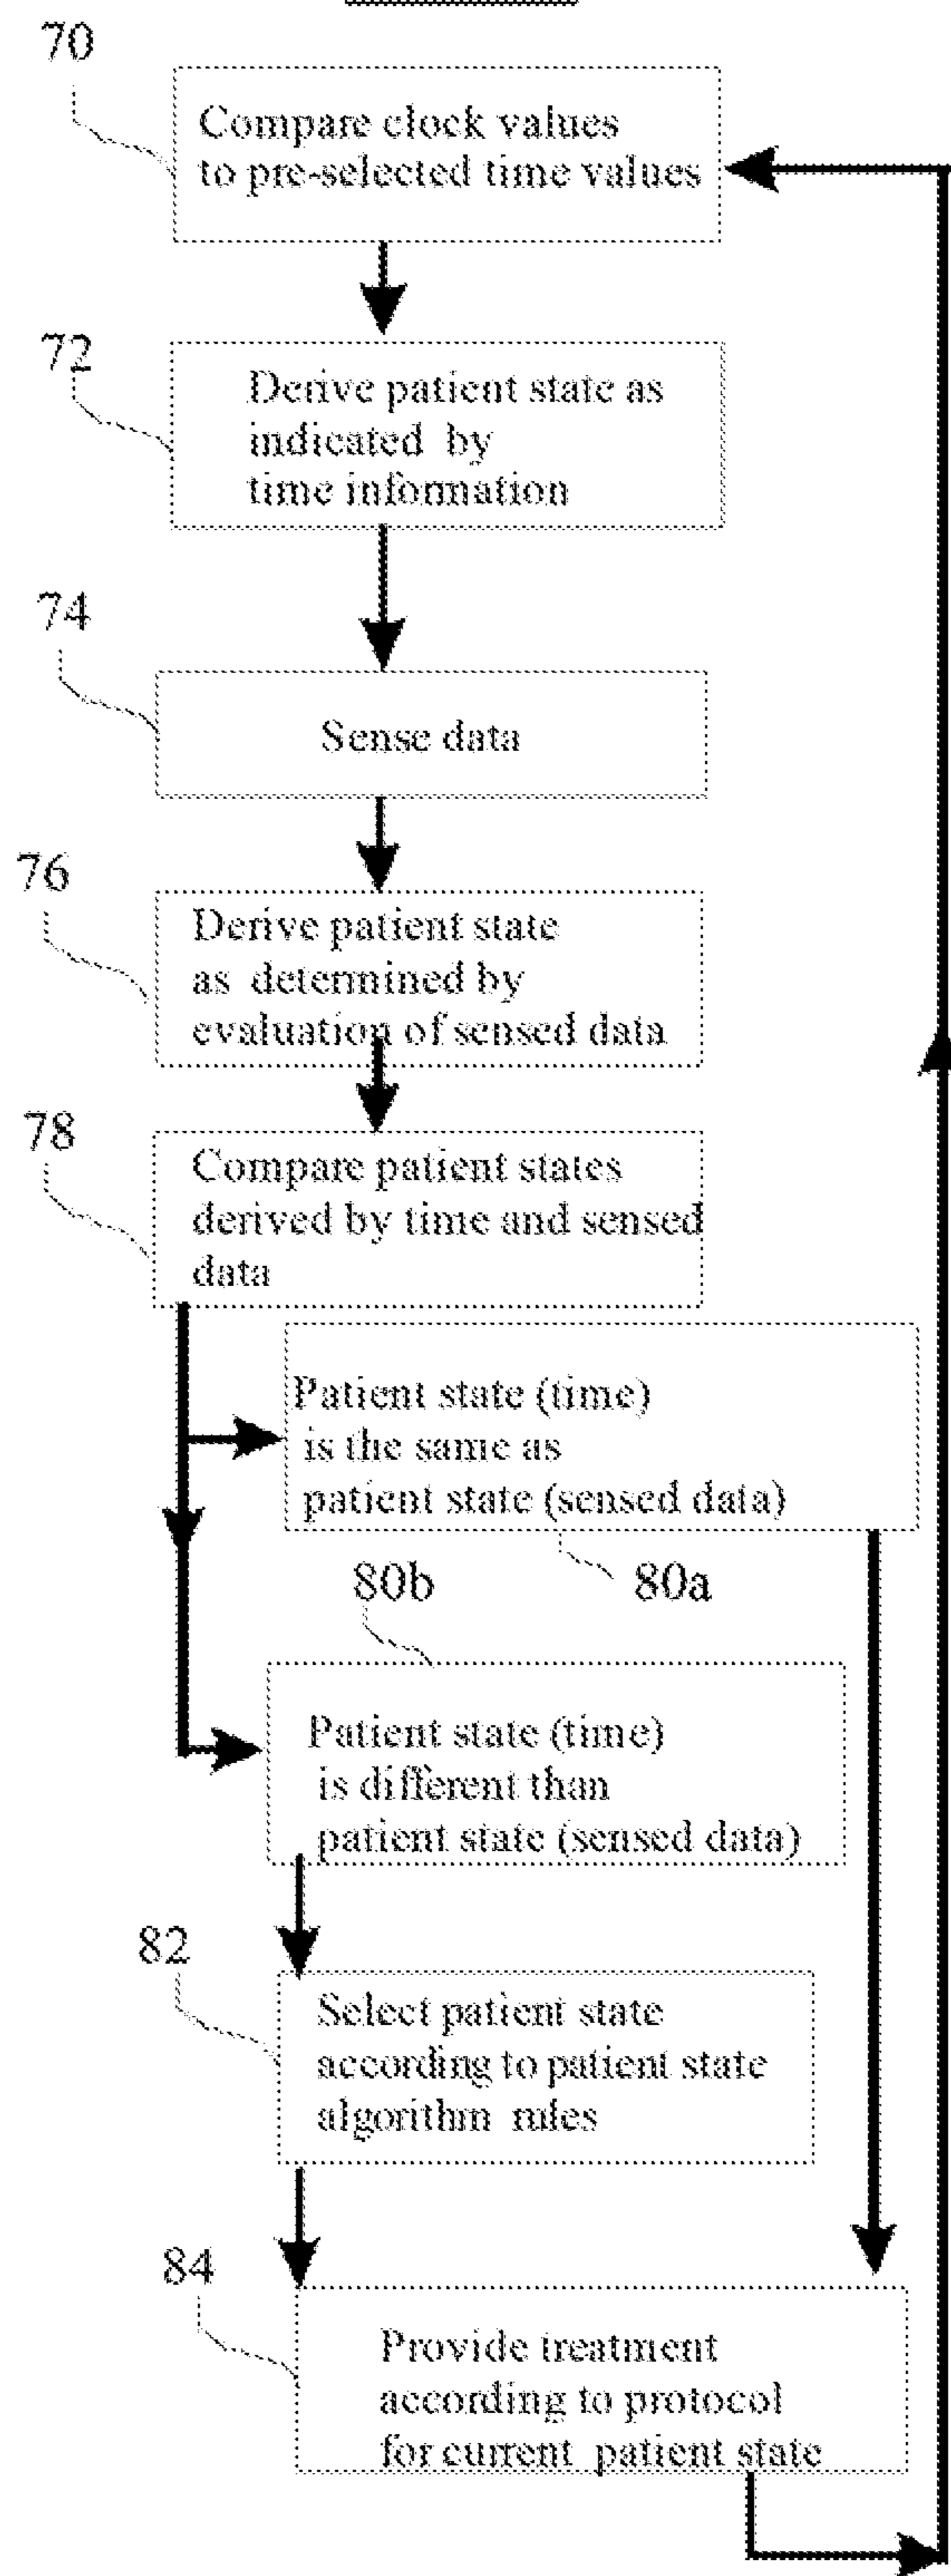 70
Compare clock values
to pre-selected time values
72
Derive patient state as
indicated by
time information
74
Sense data
76
Derive patient state
as determined by
evaluation of sensed data
78
Compare patient states
derived by time and sensed
data
Patient state (time)
is the same as
patient state (sensed data)
80b
80a
Patient state (time)
is different than
patient state (sensed data)
82
Select patient state
according to patient state
algorithm rules
84
Provide treatment
according to protocol
for current patient state